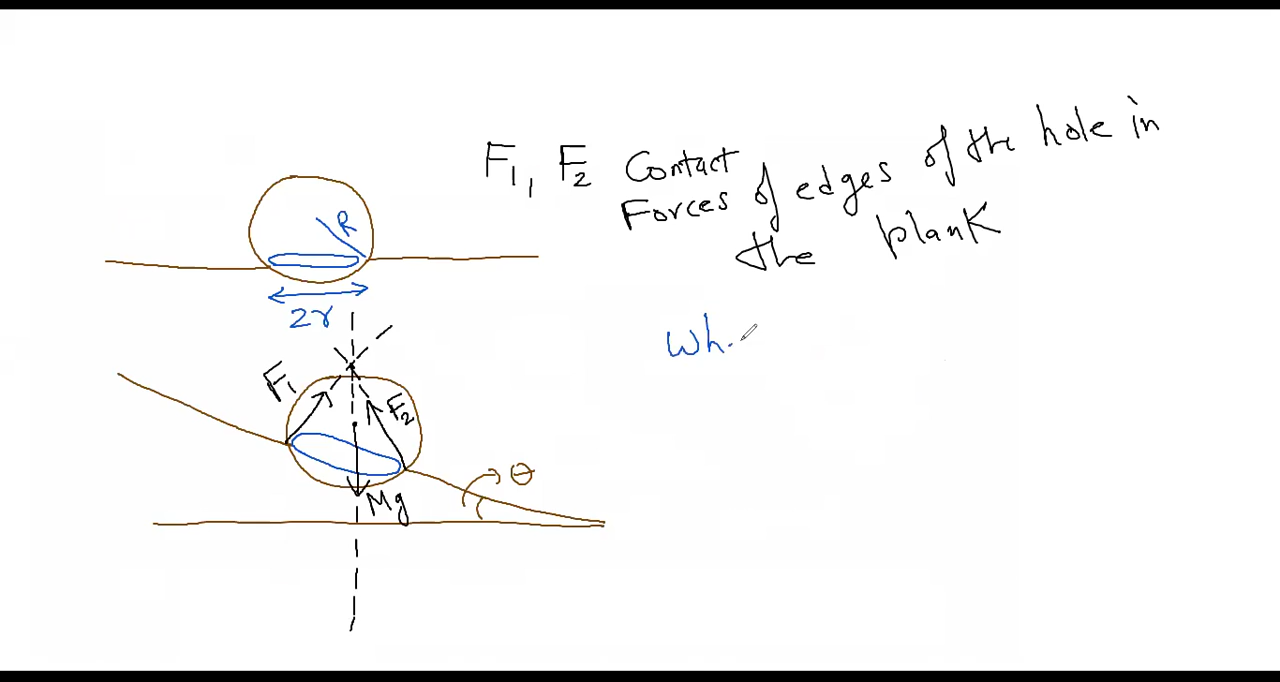 F₁, F₂ Contact
Forces of edges of the hole in
the plank
R
2r
Wh.
F₁
F₂
θ
Mg